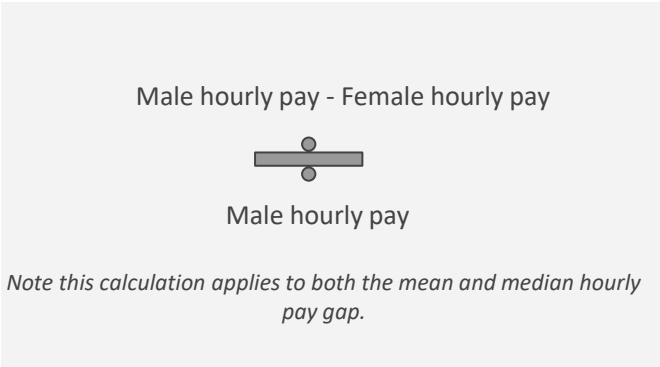 Male hourly pay - Female hourly pay
Male hourly pay
Note this calculation applies to both the mean and median hourly
pay gap.